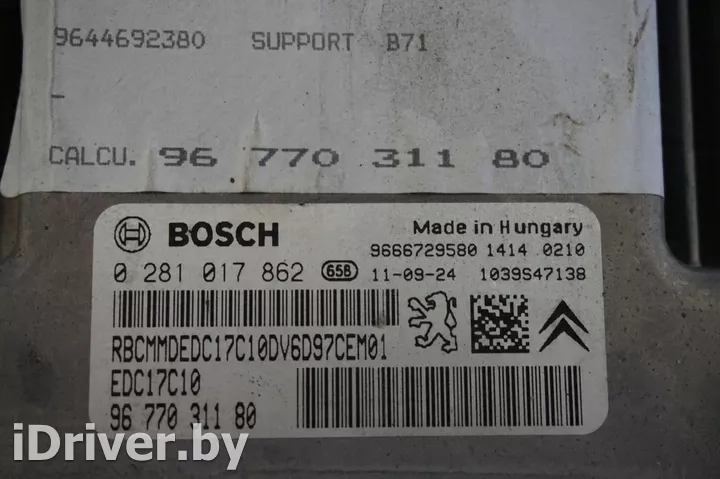 9644692380 SUPPORT B71
-
CALCU. 96 770 311 80
BOSCH
Made in Hungary
9666729580 1414 0210
0 281 017 862 65B 11-09-24 1039S47138
RBCMMDEDC17C10DV6D97CEM01
EDC17C10
96 770 311 80
iDriver.by